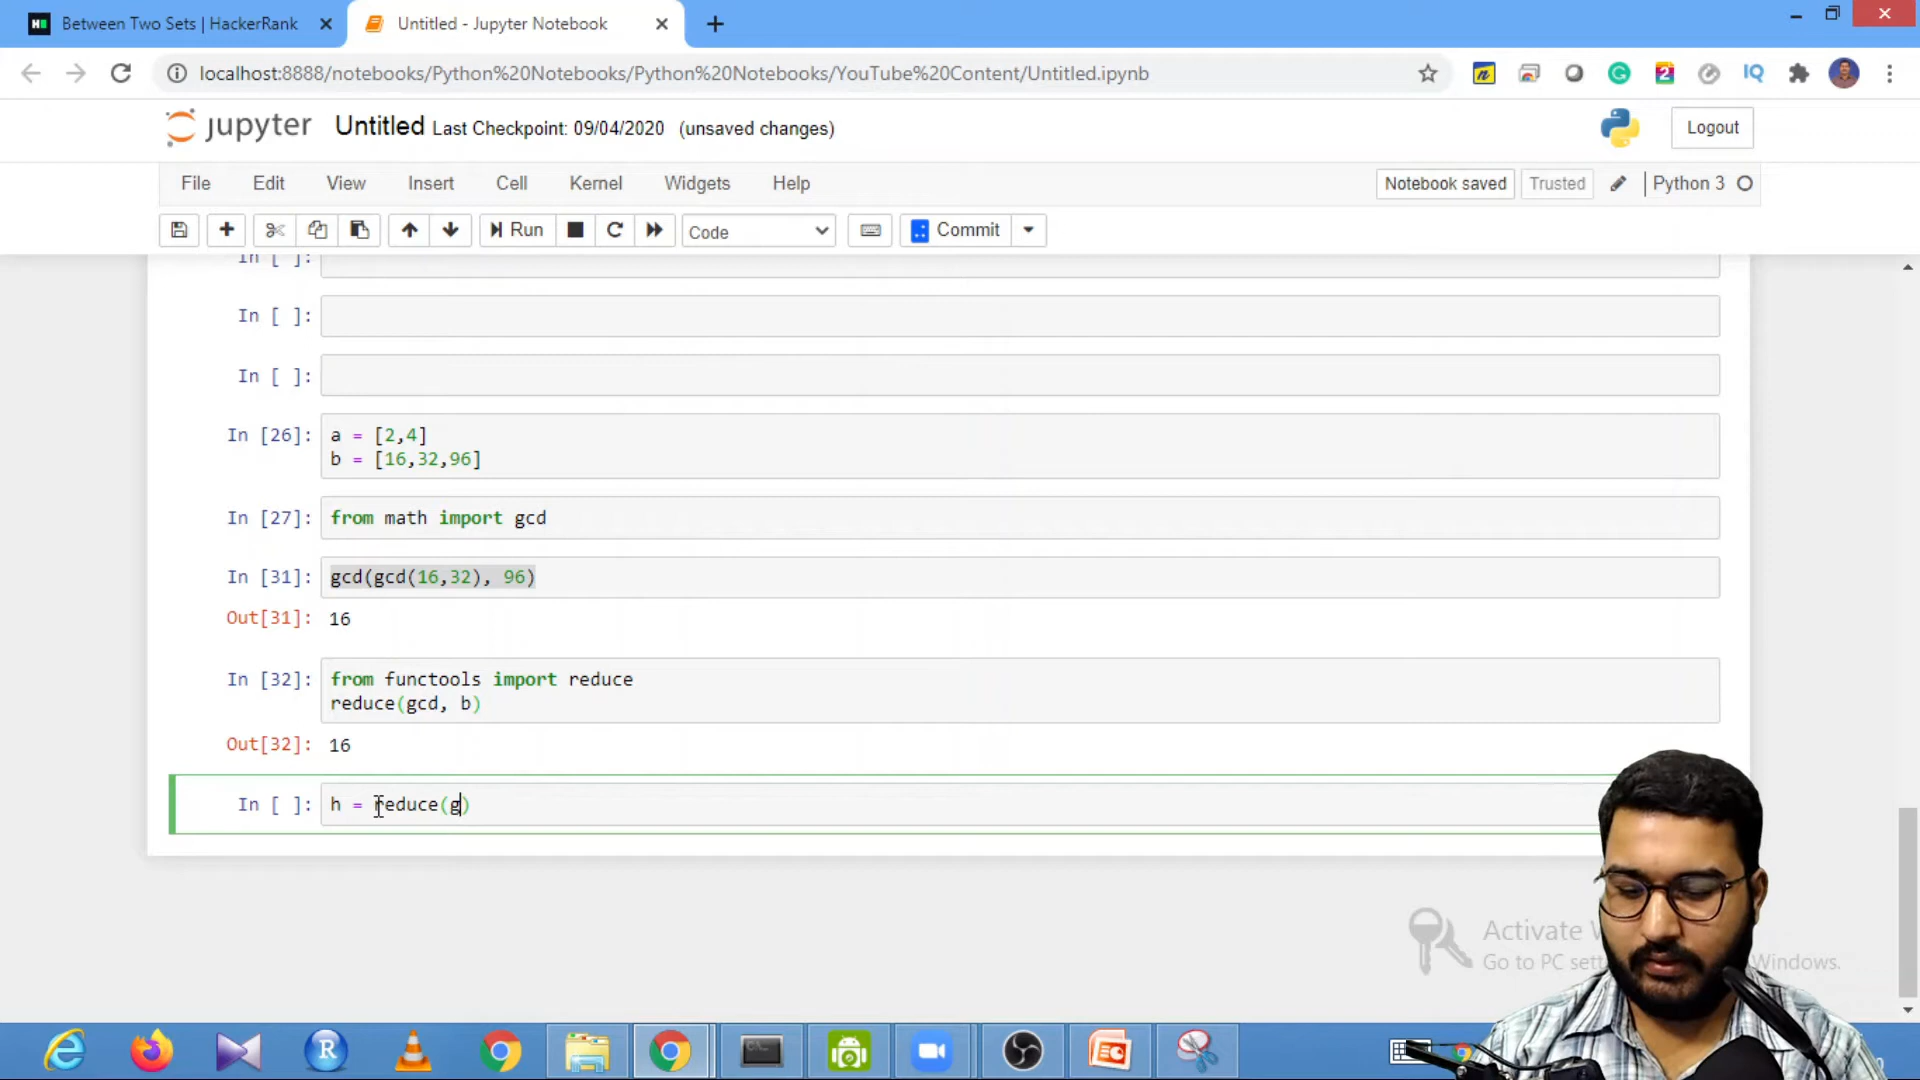 Between Two Sets | HackerRank
Untitled - Jupyter Notebook
localhost:8888/notebooks/Python%20Notebooks/Python%20Notebooks/YouTube%20Content/Untitled.ipynb
jupyter Untitled Last Checkpoint: 09/04/2020 (unsaved changes)
Logout
File Edit View Insert Cell Kernel Widgets Help
Notebook saved Trusted Python 3
Run Code Commit
In [ ]:
In [ ]:
In [ ]:
In [26]: a = [2,4]
b = [16,32,96]
In [27]: from math import gcd
In [31]: gcd(gcd(16,32), 96)
Out[31]: 16
In [32]: from functools import reduce
reduce(gcd, b)
Out[32]: 16
In [ ]: h = reduce(g)
Activate
Go to PC Windows.